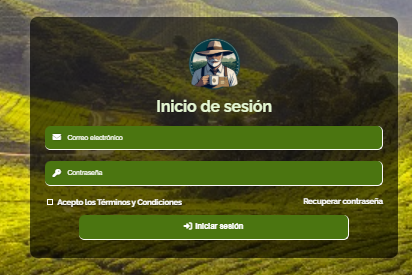 Inicio de sesión
Correo electrónico
Contraseña
Acepto los Términos y Condiciones
Recuperar contraseña
Iniciar sesión